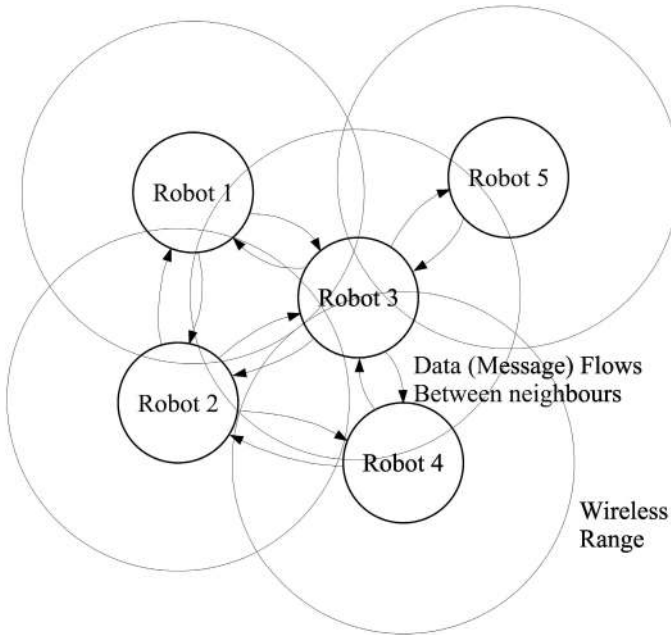 Robot 5
Robot 1
Robot 3
Data (Message) Flows
Between neighbours
Robot 2
Robot 4
Wireless
Range